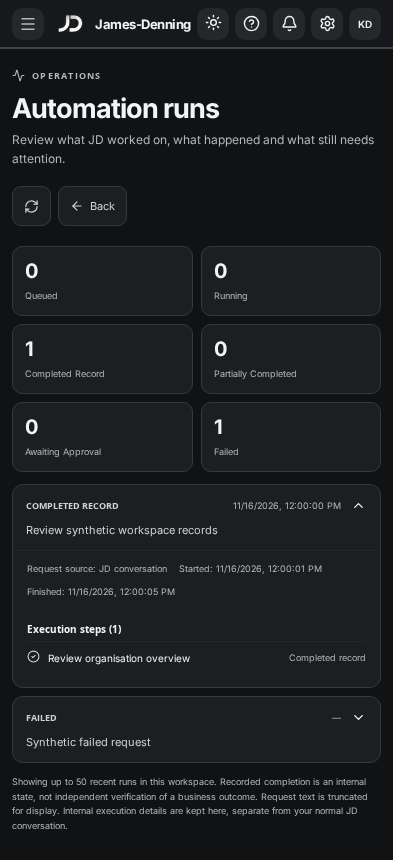 James-Denning
KD
OPERATIONS
Automation runs
Review what JD worked on, what happened and what still needs
attention.
Back
0
Queued
0
Running
1
Completed Record
0
Partially Completed
0
Awaiting Approval
1
Failed
COMPLETED RECORD
11/16/2026, 12:00:00 PM
Review synthetic workspace records
Request source: JD conversation
Started: 11/16/2026, 12:00:01 PM
Finished: 11/16/2026, 12:00:05 PM
Execution steps (1)
Review organisation overview
Completed record
FAILED
—
Synthetic failed request
Showing up to 50 recent runs in this workspace. Recorded completion is an internal
state, not independent verification of a business outcome. Request text is truncated
for display. Internal execution details are kept here, separate from your normal JD
conversation.